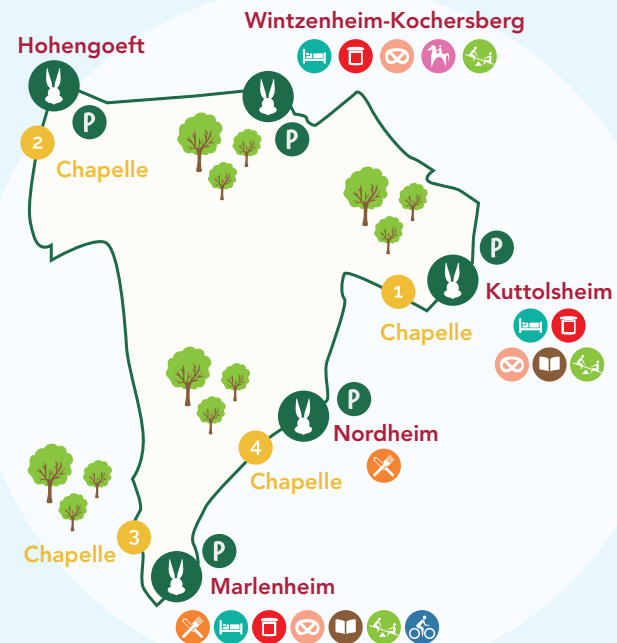 Wintzenheim-Kochersberg
Hohengoeft
P
P
2
Chapelle
P
1
Kuttolsheim
Chapelle
P
Nordheim
4
Chapelle
3
Chapelle
P
Marlenheim